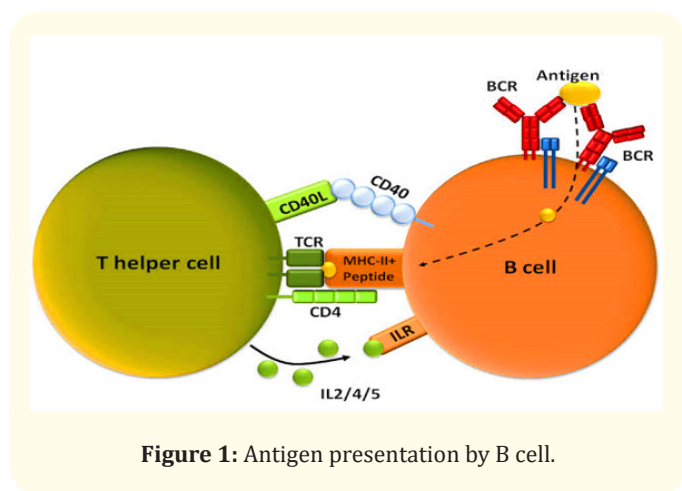 Antigen
BCR
BCR
CD40L
CD40
TCR
MHC-II+
Peptide
T helper cell
B cell
CD4
ILR
IL2/4/5
Figure 1: Antigen presentation by B cell.